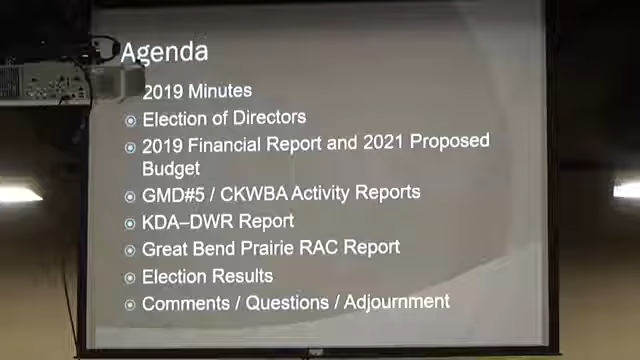 Agenda
2019 Minutes
Election of Directors
2019 Financial Report and 2021 Proposed
Budget
GMD#5 / CKWBA Activity Reports
KDA–DWR Report
Great Bend Prairie RAC Report
Election Results
Comments / Questions / Adjournment